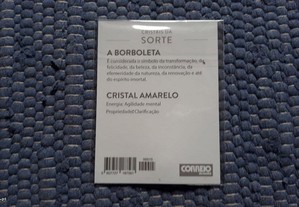 CRISTAIS DA
SORTE
A BORBOLETA
É considerada o símbolo da transformação, da
felicidade, da beleza, da inconstância, da
efemeridade da natureza, da renovação e até
do espírito imortal.
CRISTAL AMARELO
Energia: Agilidade mental
Propriedade: Clarificação
CORREIO